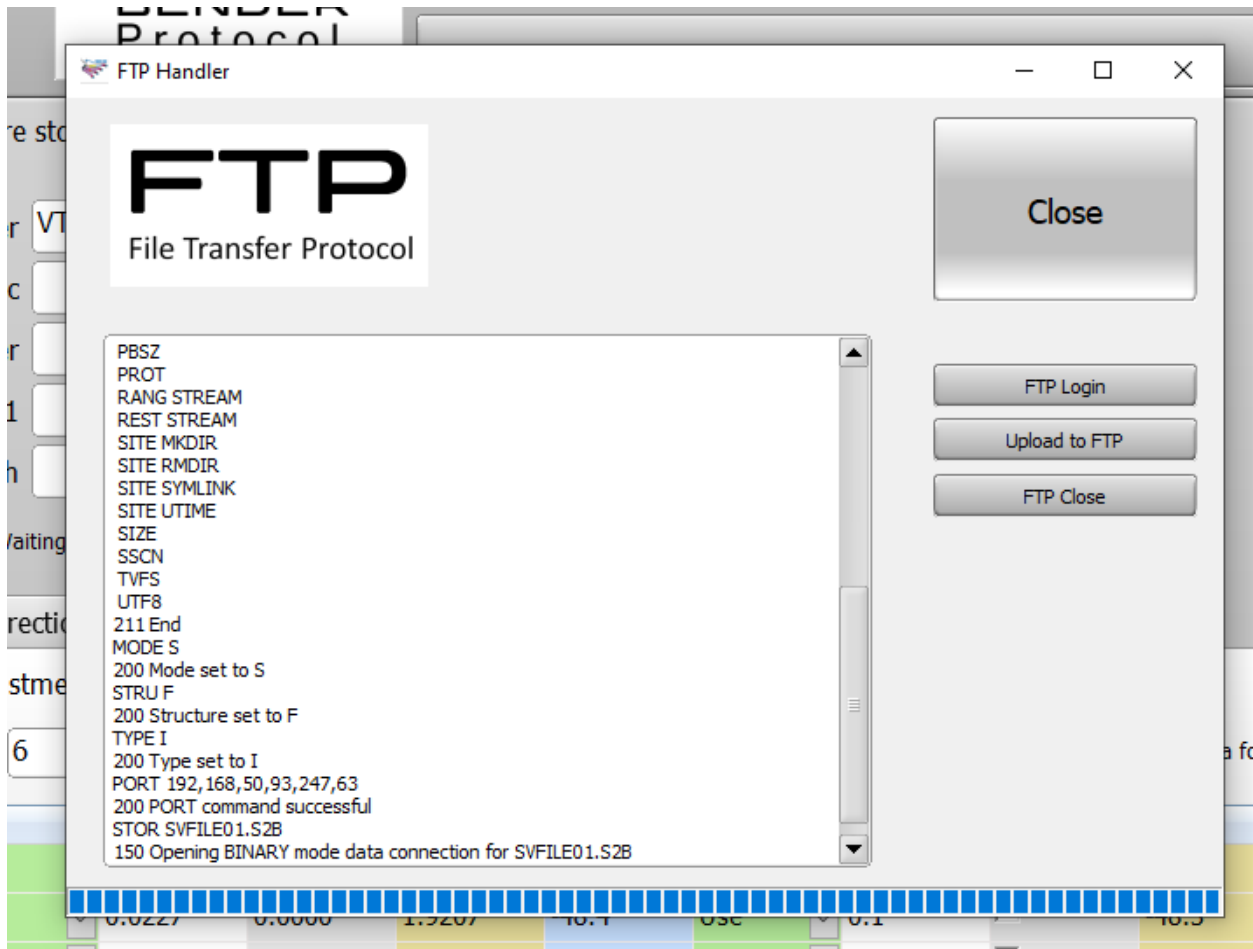 Protocol
FTP Handler
FTP
File Transfer Protocol
Close
FTP Login
Upload to FTP
FTP Close
PBSZ
PROT
RANG STREAM
REST STREAM
SITE MKDIR
SITE RMDIR
SITE SYMLINK
SITE UTIME
SIZE
SSCN
TVFS
UTF8
211 End
MODE S
200 Mode set to S
STRU F
200 Structure set to F
TYPE I
200 Type set to I
PORT 192,168,50,93,247,63
200 PORT command successful
STOR SVFILE01.S2B
150 Opening BINARY mode data connection for SVFILE01.S2B
re sto
r VT
c
r
1
h
/aiting
rectio
stme
6
a fo